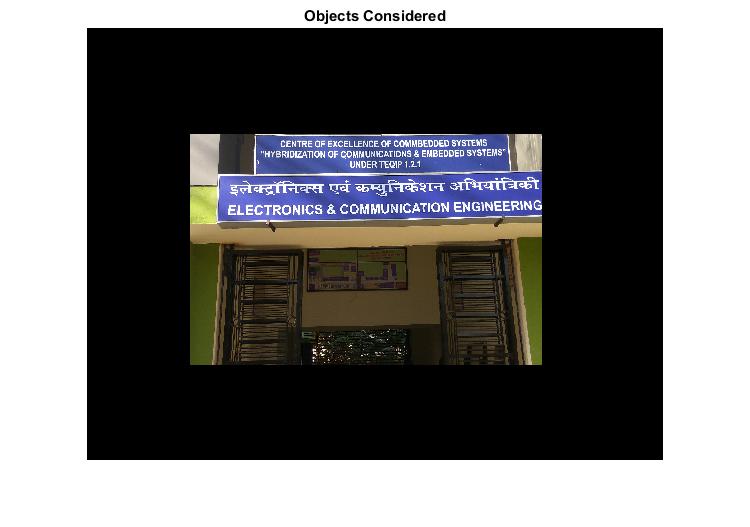 Objects Considered
CENTRE OF EXCELLENCE OF COMMBEDDED SYSTEMS
"HYBRIDIZATION OF COMMUNICATIONS & EMBEDDED SYSTEMS"
UNDER TEQIP 1.2.1
इलेक्ट्रॉनिक्स एवं कम्युनिकेशन अभियांत्रिकी
ELECTRONICS & COMMUNICATION ENGINEERING